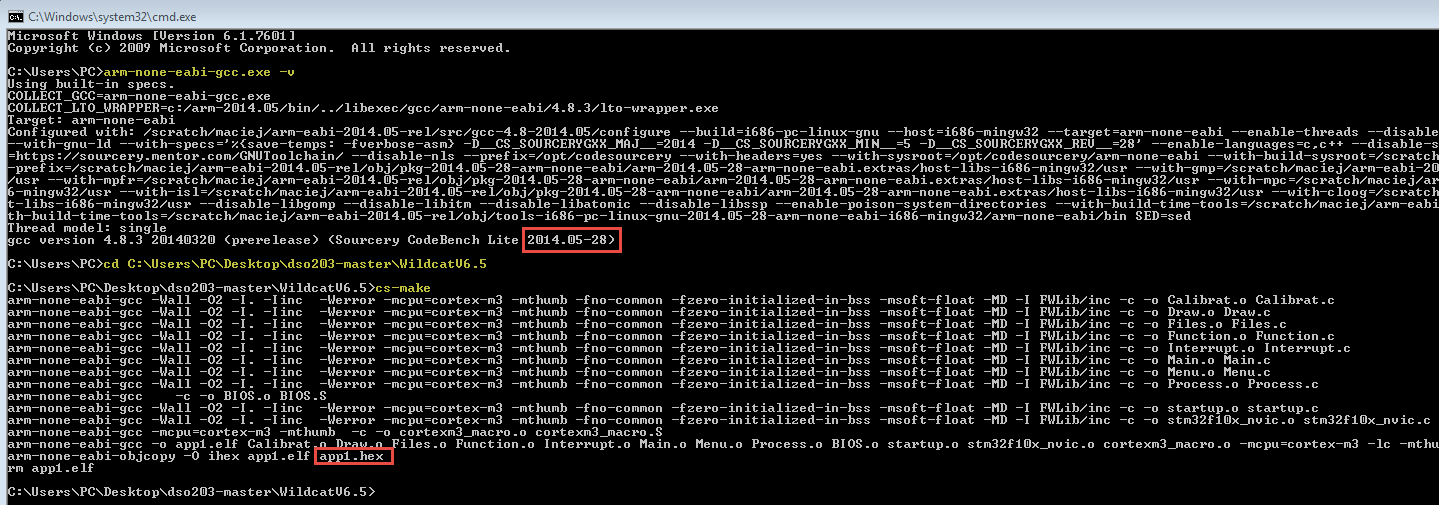 C:\Windows\system32\cmd.exe
Microsoft Windows [Version 6.1.7601]
Copyright (c) 2009 Microsoft Corporation.  All rights reserved.
C:\Users\PC>arm-none-eabi-gcc.exe -v
Using built-in specs.
COLLECT_GCC=arm-none-eabi-gcc.exe
COLLECT_LTO_WRAPPER=c:/arm-2014.05/bin/../libexec/gcc/arm-none-eabi/4.8.3/lto-wrapper.exe
Target: arm-none-eabi
Configured with: /scratch/maciej/arm-eabi-2014.05-rel/src/gcc-4.8-2014.05/configure --build=i686-pc-linux-gnu --host=i686-mingw32 --target=arm-none-eabi --enable-threads --disable-
--with-gnu-ld --with-specs='%{save-temps: -fverbose-asm} -D__CS_SOURCERYGXX_MAJ__=2014 -D__CS_SOURCERYGXX_MIN__=5 -D__CS_SOURCERYGXX_REV__=28' --enable-languages=c,c++ --disable-s
=https://sourcery.mentor.com/GNUToolchain/ --disable-nls --prefix=/opt/codesourcery --with-headers=yes --with-sysroot=/opt/codesourcery/arm-none-eabi --with-build-sysroot=/scratch
-prefix=/scratch/maciej/arm-eabi-2014.05-rel/obj/pkg-2014.05-28-arm-none-eabi/arm-2014.05-28-arm-none-eabi.extras/host-libs-i686-mingw32/usr --with-gmp=/scratch/maciej/arm-eabi-20
/usr --with-mpfr=/scratch/maciej/arm-eabi-2014.05-rel/obj/pkg-2014.05-28-arm-none-eabi/arm-2014.05-28-arm-none-eabi.extras/host-libs-i686-mingw32/usr --with-mpc=/scratch/maciej/ar
6-mingw32/usr --with-isl=/scratch/maciej/arm-eabi-2014.05-rel/obj/pkg-2014.05-28-arm-none-eabi/arm-2014.05-28-arm-none-eabi.extras/host-libs-i686-mingw32/usr --with-cloog=/scratch
t-libs-i686-mingw32/usr --disable-libgomp --disable-libitm --disable-libatomic --disable-libssp --enable-poison-system-directories --with-build-time-tools=/scratch/maciej/arm-eabi
th-build-time-tools=/scratch/maciej/arm-eabi-2014.05-rel/obj/tools-i686-pc-linux-gnu-2014.05-28-arm-none-eabi-i686-mingw32/arm-none-eabi/bin SED=sed
Thread model: single
gcc version 4.8.3 20140320 (prerelease) (Sourcery CodeBench Lite 2014.05-28)
C:\Users\PC>cd C:\Users\PC\Desktop\dso203-master\WildcatV6.5
C:\Users\PC\Desktop\dso203-master\WildcatV6.5>cs-make
arm-none-eabi-gcc -Wall -O2 -I. -Iinc  -Werror -mcpu=cortex-m3 -mthumb -fno-common -fzero-initialized-in-bss -msoft-float -MD -I FWLib/inc -c -o Calibrat.o Calibrat.c
arm-none-eabi-gcc -Wall -O2 -I. -Iinc  -Werror -mcpu=cortex-m3 -mthumb -fno-common -fzero-initialized-in-bss -msoft-float -MD -I FWLib/inc -c -o Draw.o Draw.c
arm-none-eabi-gcc -Wall -O2 -I. -Iinc  -Werror -mcpu=cortex-m3 -mthumb -fno-common -fzero-initialized-in-bss -msoft-float -MD -I FWLib/inc -c -o Files.o Files.c
arm-none-eabi-gcc -Wall -O2 -I. -Iinc  -Werror -mcpu=cortex-m3 -mthumb -fno-common -fzero-initialized-in-bss -msoft-float -MD -I FWLib/inc -c -o Function.o Function.c
arm-none-eabi-gcc -Wall -O2 -I. -Iinc  -Werror -mcpu=cortex-m3 -mthumb -fno-common -fzero-initialized-in-bss -msoft-float -MD -I FWLib/inc -c -o Interrupt.o Interrupt.c
arm-none-eabi-gcc -Wall -O2 -I. -Iinc  -Werror -mcpu=cortex-m3 -mthumb -fno-common -fzero-initialized-in-bss -msoft-float -MD -I FWLib/inc -c -o Main.o Main.c
arm-none-eabi-gcc -Wall -O2 -I. -Iinc  -Werror -mcpu=cortex-m3 -mthumb -fno-common -fzero-initialized-in-bss -msoft-float -MD -I FWLib/inc -c -o Menu.o Menu.c
arm-none-eabi-gcc -Wall -O2 -I. -Iinc  -Werror -mcpu=cortex-m3 -mthumb -fno-common -fzero-initialized-in-bss -msoft-float -MD -I FWLib/inc -c -o Process.o Process.c
arm-none-eabi-gcc    -c -o BIOS.o BIOS.S
arm-none-eabi-gcc -Wall -O2 -I. -Iinc  -Werror -mcpu=cortex-m3 -mthumb -fno-common -fzero-initialized-in-bss -msoft-float -MD -I FWLib/inc -c -o startup.o startup.c
arm-none-eabi-gcc -Wall -O2 -I. -Iinc  -Werror -mcpu=cortex-m3 -mthumb -fno-common -fzero-initialized-in-bss -msoft-float -MD -I FWLib/inc -c -o stm32f10x_nvic.o stm32f10x_nvic.c
arm-none-eabi-gcc -mcpu=cortex-m3 -mthumb  -c -o cortexm3_macro.o cortexm3_macro.S
arm-none-eabi-gcc -o app1.elf Calibrat.o Draw.o Files.o Function.o Interrupt.o Main.o Menu.o Process.o BIOS.o startup.o stm32f10x_nvic.o cortexm3_macro.o -mcpu=cortex-m3 -lc -mthu
arm-none-eabi-objcopy -O ihex app1.elf app1.hex
rm app1.elf
C:\Users\PC\Desktop\dso203-master\WildcatV6.5>